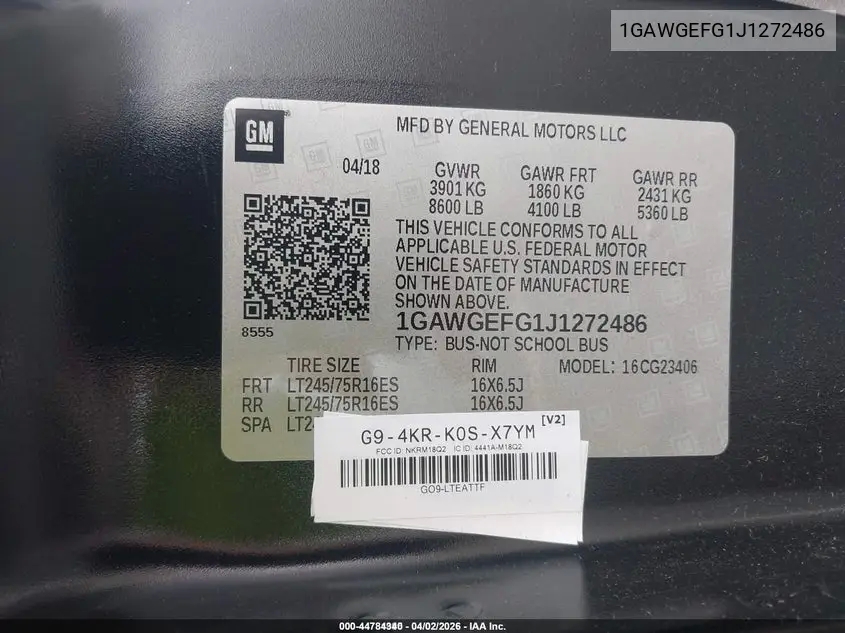 1GAWGEFG1J1272486
GM
MFD BY GENERAL MOTORS LLC
04/18
GVWR GAWR FRT GAWR RR
3901 KG 1860 KG 2431 KG
8600 LB 4100 LB 5360 LB
THIS VEHICLE CONFORMS TO ALL
APPLICABLE U.S. FEDERAL MOTOR
VEHICLE SAFETY STANDARDS IN EFFECT
ON THE DATE OF MANUFACTURE
SHOWN ABOVE.
8555
1GAWGEFG1J1272486
TYPE: BUS-NOT SCHOOL BUS
TIRE SIZE RIM MODEL: 16CG23406
FRT LT245/75R16ES 16X6.5J
RR LT245/75R16ES 16X6.5J
SPA
G9-4KR-K0S-X7YM [V2]
FCC ID: NKRM18Q2 IC ID: 4441A-M18Q2
GO9-LTEATTF
04/02/2026 - IAA Inc.